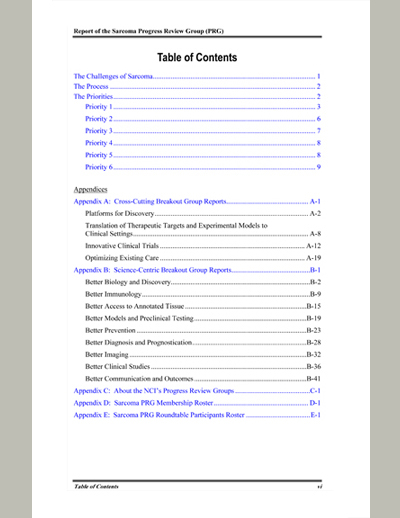 Report of the Sarcoma Progress Review Group (PRG)
Table of Contents
The Challenges of Sarcoma 1
The Process 2
The Priorities 2
Priority 1 3
Priority 2 6
Priority 3 7
Priority 4 8
Priority 5 8
Priority 6 9
Appendices
Appendix A: Cross-Cutting Breakout Group Reports A-1
Platforms for Discovery A-2
Translation of Therapeutic Targets and Experimental Models to
Clinical Settings A-8
Innovative Clinical Trials A-12
Optimizing Existing Care A-19
Appendix B: Science-Centric Breakout Group Reports B-1
Better Biology and Discovery B-2
Better Immunology B-9
Better Access to Annotated Tissue B-15
Better Models and Preclinical Testing B-19
Better Prevention B-23
Better Diagnosis and Prognostication B-28
Better Imaging B-32
Better Clinical Studies B-36
Better Communication and Outcomes B-41
Appendix C: About the NCI's Progress Review Groups C-1
Appendix D: Sarcoma PRG Membership Roster D-1
Appendix E: Sarcoma PRG Roundtable Participants Roster E-1
Table of Contents vi